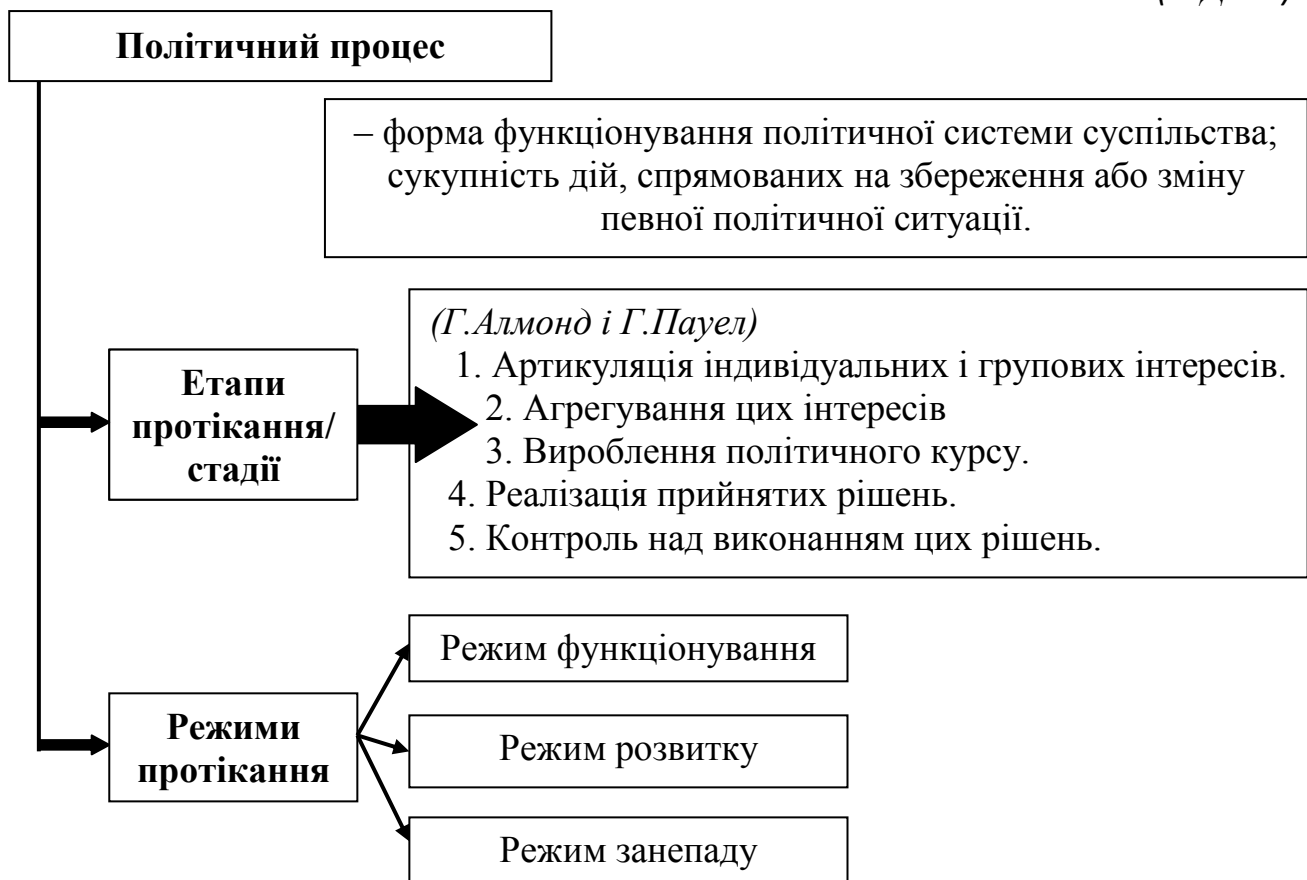 Політичний процес
– форма функціонування політичної системи суспільства;
сукупність дій, спрямованих на збереження або зміну
певної політичної ситуації.
(Г.Алмонд і Г.Пауел)
1. Артикуляція індивідуальних і групових інтересів.
2. Агрегування цих інтересів
3. Вироблення політичного курсу.
4. Реалізація прийнятих рішень.
5. Контроль над виконанням цих рішень.
Етапи
протікання/
стадії
Режим функціонування
Режими
протікання
Режим розвитку
Режим занепаду